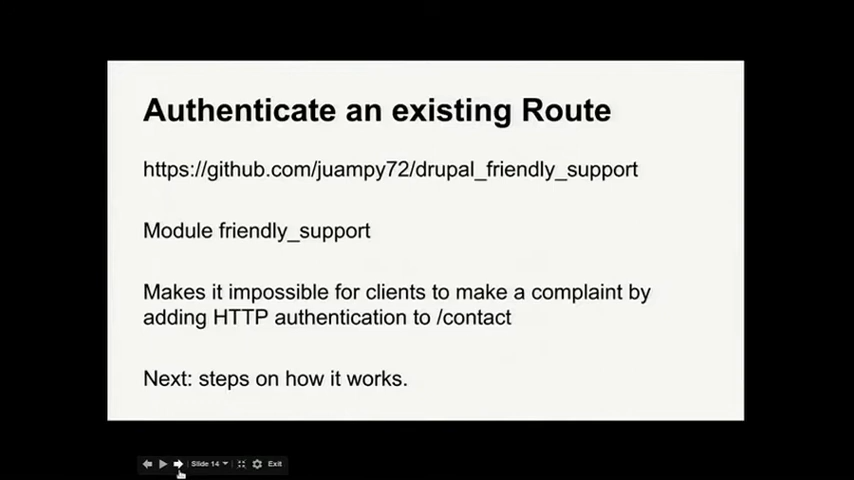 Authenticate an existing Route
https://github.com/juampy72/drupal_friendly_support
Module friendly_support
Makes it impossible for clients to make a complaint by
adding HTTP authentication to /contact
Next: steps on how it works.
Slide 14
Exit